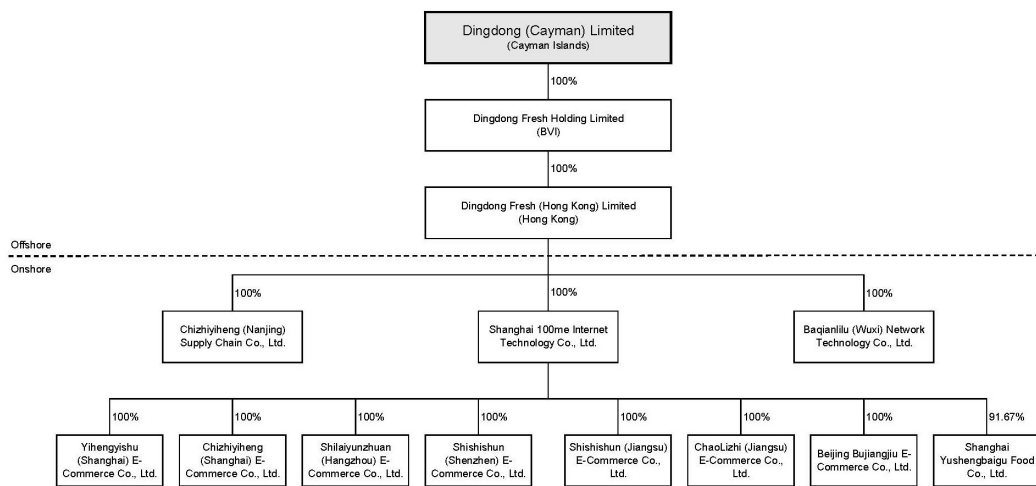 Dingdong (Cayman) Limited
(Cayman Islands)
100%
Dingdong Fresh Holding Limited
(BVI)
100%
Dingdong Fresh (Hong Kong) Limited
(Hong Kong)
Offshore
Onshore
100%
100%
100%
Chizhiyiheng (Nanjing)
Supply Chain Co., Ltd.
Shanghai 100me Internet
Technology Co., Ltd.
Baqianlilu (Wuxi) Network
Technology Co., Ltd.
100%
100%
100%
100%
100%
100%
100%
91.67%
Yihengyishu
(Shanghai) E-
Commerce Co., Ltd.
Chizhiyiheng
(Shanghai) E-
Commerce Co., Ltd.
Shilaiyunzhuan
(Hangzhou) E-
Commerce Co., Ltd.
Shishishun
(Shenzhen) E-
Commerce Co., Ltd.
Shishishun (Jiangsu)
E-Commerce Co.,
Ltd.
ChaoLizhi (Jiangsu)
E-Commerce Co.,
Ltd.
Beijing Bujiangjiu E-
Commerce Co., Ltd.
Shanghai
Yushengbaigu Food
Co., Ltd.